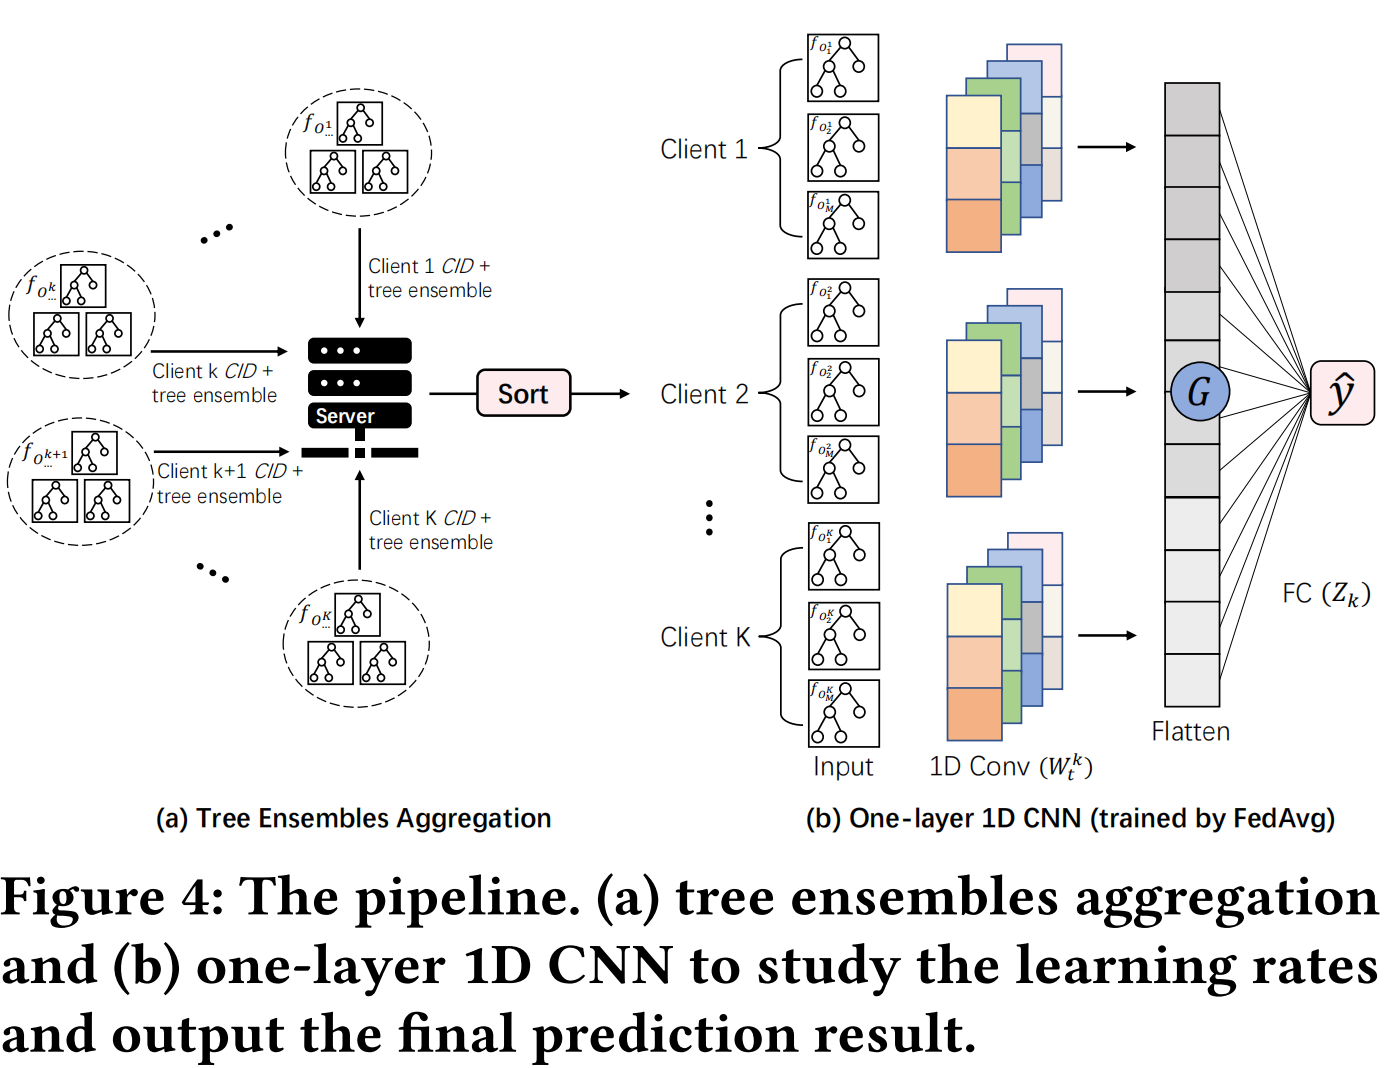 f_{O^1_{...}}
Client 1 CID +
tree ensemble
f_{O^k_{...}}
Client k CID +
tree ensemble
f_{O^{k+1}_{...}}
Client k+1 CID +
tree ensemble
Server
Client K CID +
tree ensemble
f_{O^K_{...}}
Sort
(a) Tree Ensembles Aggregation
Client 1
f_{O^1_1}
f_{O^1_2}
f_{O^1_M}
Client 2
f_{O^2_1}
f_{O^2_2}
f_{O^2_M}
Client K
f_{O^K_1}
f_{O^K_2}
f_{O^K_M}
Input
1D Conv (W^k_t)
G
Flatten
ŷ
FC (Z_k)
(b) One-layer 1D CNN (trained by FedAvg)
Figure 4: The pipeline. (a) tree ensembles aggregation
and (b) one-layer 1D CNN to study the learning rates
and output the final prediction result.